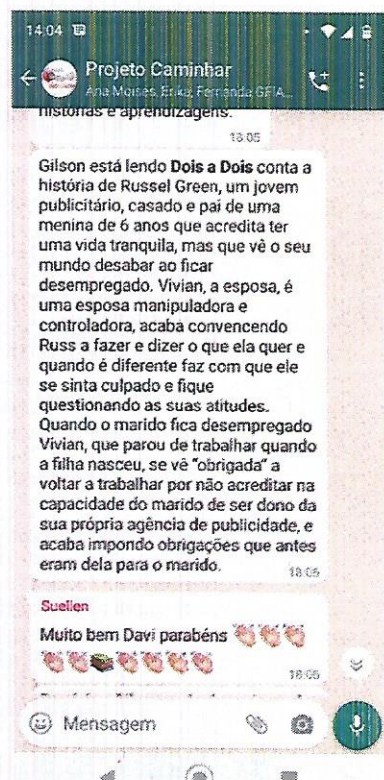 14:04
Projeto Caminhar
Ana Moises, Erika, Fernanda GEIA...
histórias e aprendizagens.
18:05
Gilson está lendo Dois a Dois conta a
história de Russel Green, um jovem
publicitário, casado e pai de uma
menina de 6 anos que acredita ter
uma vida tranquila, mas que vê o seu
mundo desabar ao ficar
desempregado. Vivian, a esposa, é
uma esposa manipuladora e
controladora, acaba convencendo
Russ a fazer e dizer o que ela quer e
quando é diferente faz com que ele
se sinta culpado e fique
questionando as suas atitudes.
Quando o marido fica desempregado
Vivian, que parou de trabalhar quando
a filha nasceu, se vê "obrigada" a
voltar a trabalhar por não acreditar na
capacidade do marido de ser dono da
sua própria agência de publicidade, e
acaba impondo obrigações que antes
eram dela para o marido.
18:05
Suellen
Muito bem Davi parabéns
18:05
Mensagem